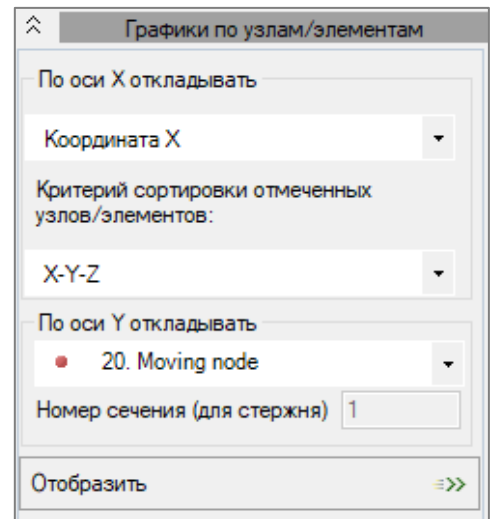 Графики по узлам/элементам
По оси X откладывать
Координата X
Критерий сортировки отмеченных
узлов/элементов:
X-Y-Z
По оси Y откладывать
20. Moving node
Номер сечения (для стержня) 1
Отобразить